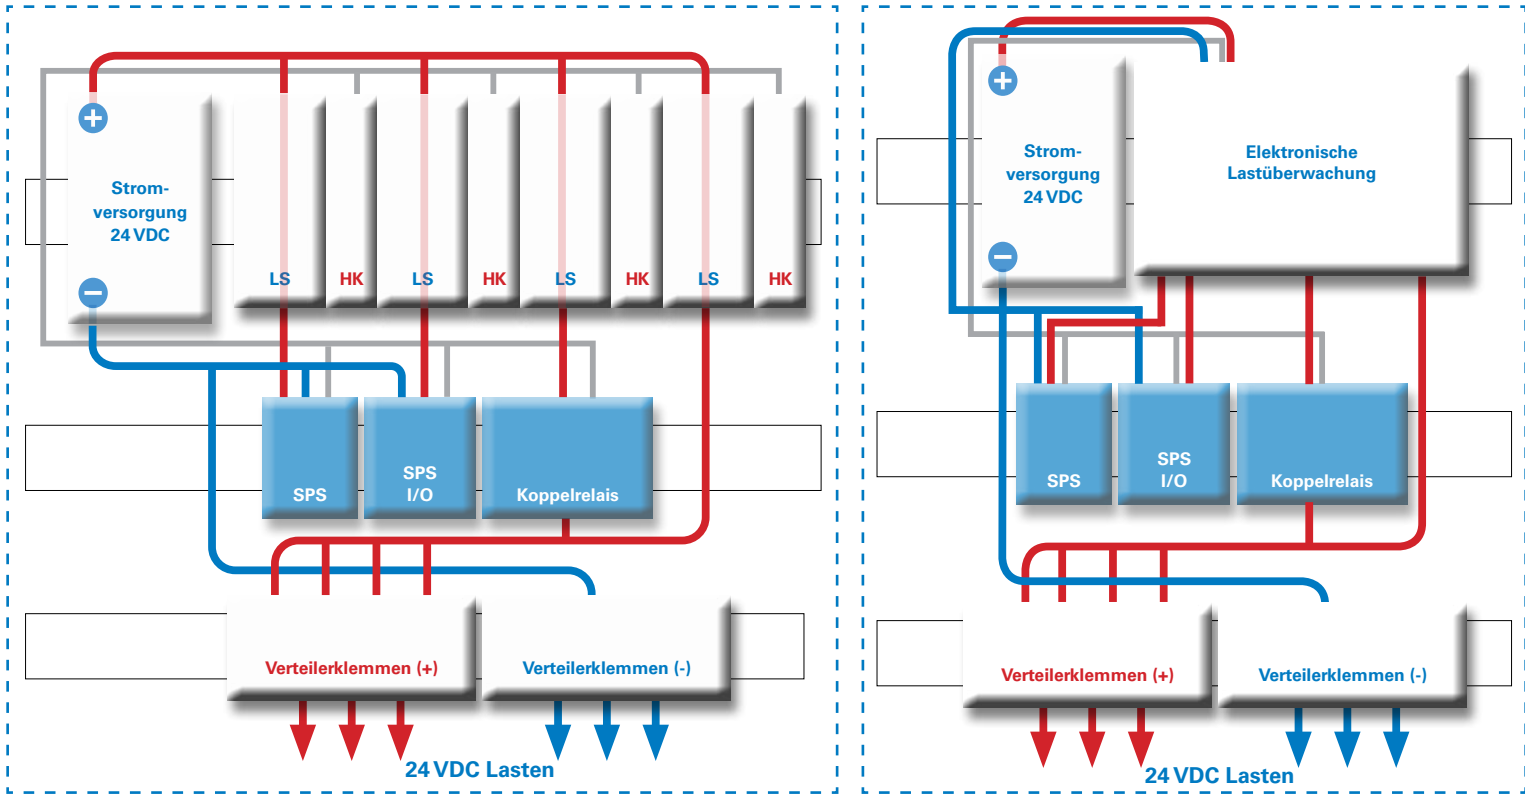 +
Strom-
versorgung
24 VDC
−
LS
HK
LS
HK
LS
HK
LS
HK
SPS
SPS
I/O
Koppelrelais
Verteilerklemmen (+)
Verteilerklemmen (-)
24 VDC Lasten
+
Strom-
versorgung
24 VDC
−
Elektronische
Lastüberwachung
SPS
SPS
I/O
Koppelrelais
Verteilerklemmen (+)
Verteilerklemmen (-)
24 VDC Lasten